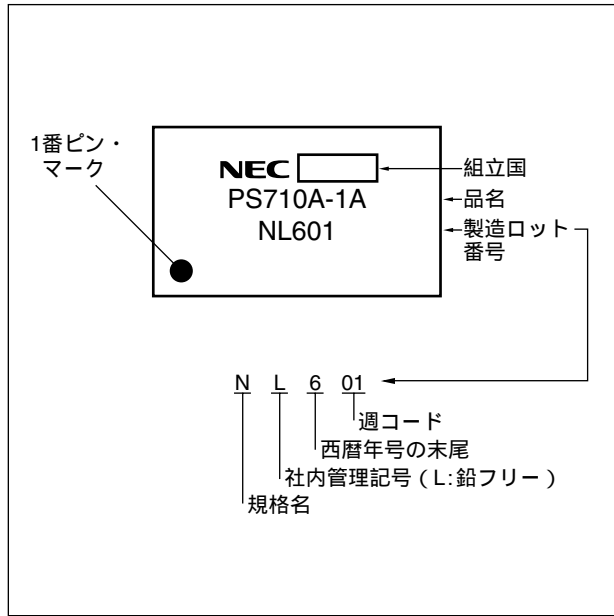 1番ピン・
マーク
NEC
組立国
PS710A-1A
品名
NL601
製造ロット
番号
N L 6 01
週コード
西暦年号の末尾
社内管理記号（L:鉛フリー）
規格名